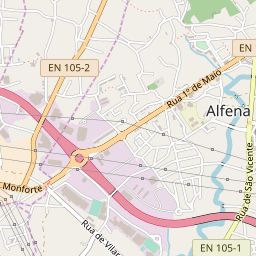 EN 105-2
EN
Rua 1º de Maio
Alfena
Monforte
Rua de São Vicente
Rua de Vilar
EN 105-1